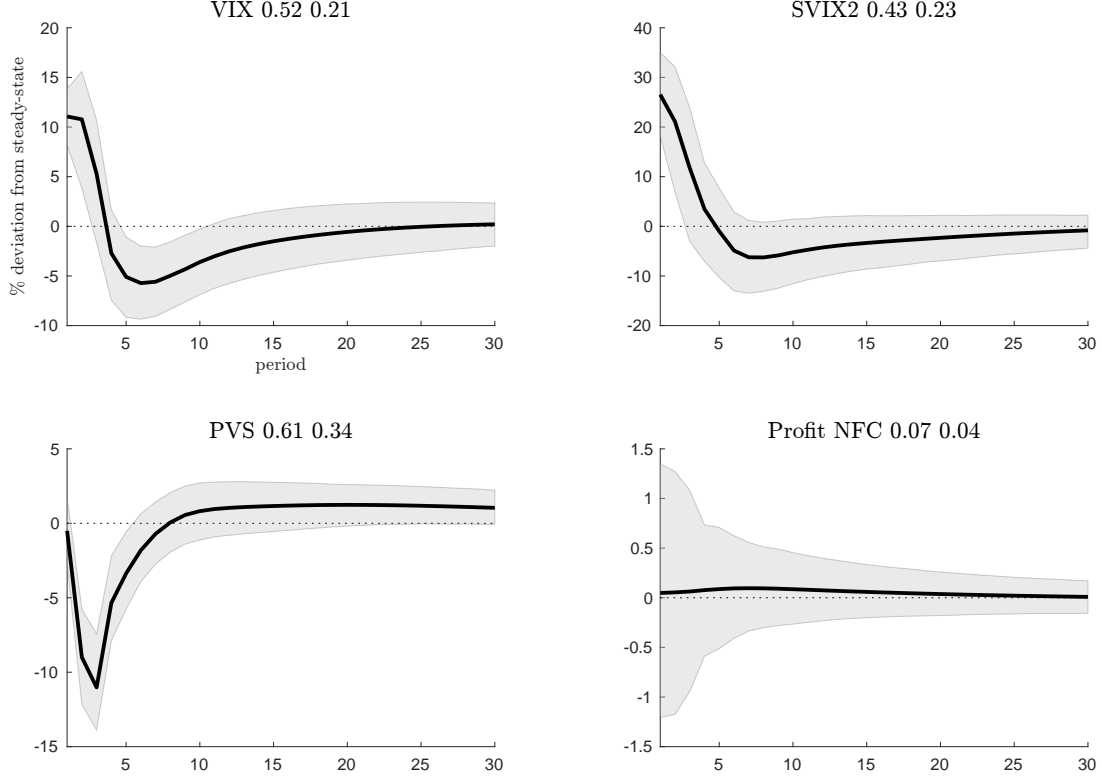 VIX 0.52 0.21
20
15
10
5
0
-5
-10
% deviation from steady-state
5 10 15 20 25 30
period
SVIX2 0.43 0.23
40
30
20
10
0
-10
-20
5 10 15 20 25 30
PVS 0.61 0.34
5
0
-5
-10
-15
5 10 15 20 25 30
Profit NFC 0.07 0.04
1.5
1
0.5
0
-0.5
-1
-1.5
5 10 15 20 25 30